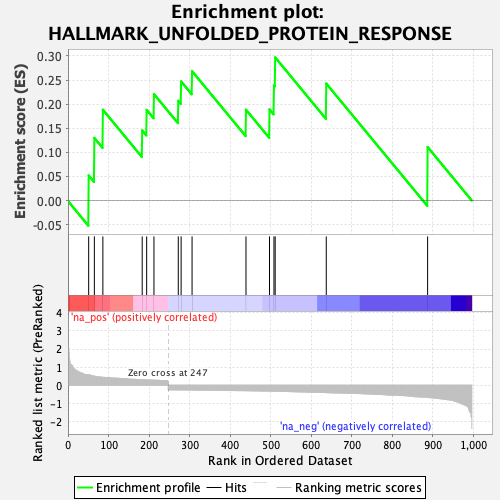 Enrichment plot:
HALLMARK_UNFOLDED_PROTEIN_RESPONSE
Enrichment score (ES)
0.30
0.25
0.20
0.15
0.10
0.05
0.00
-0.05
'na_pos' (positively correlated)
Ranked list metric (PreRanked)
4
3
2
1
0
-1
-2
Zero cross at 247
'na_neg' (negatively correlated)
0 100 200 300 400 500 600 700 800 900 1,000
Rank in Ordered Dataset
Enrichment profile Hits Ranking metric scores